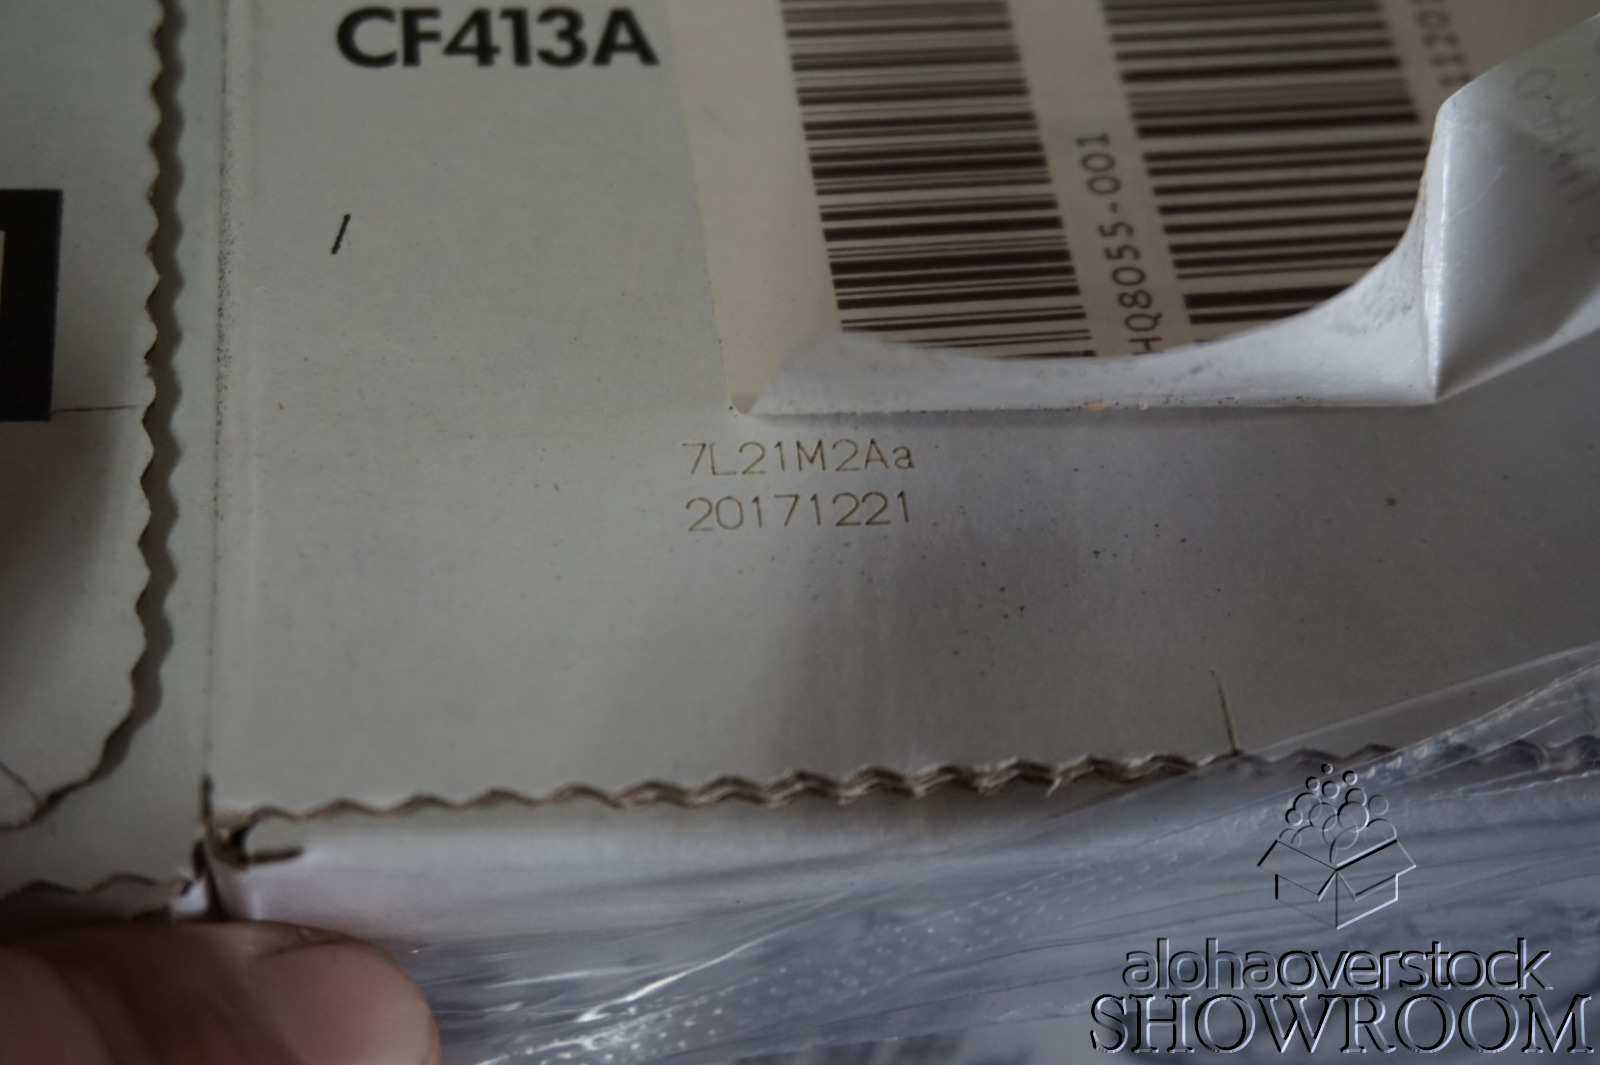 CF413A
HQ8055-001
7L21M2Aa
20171221
alohaoverstock
SHOWROOM